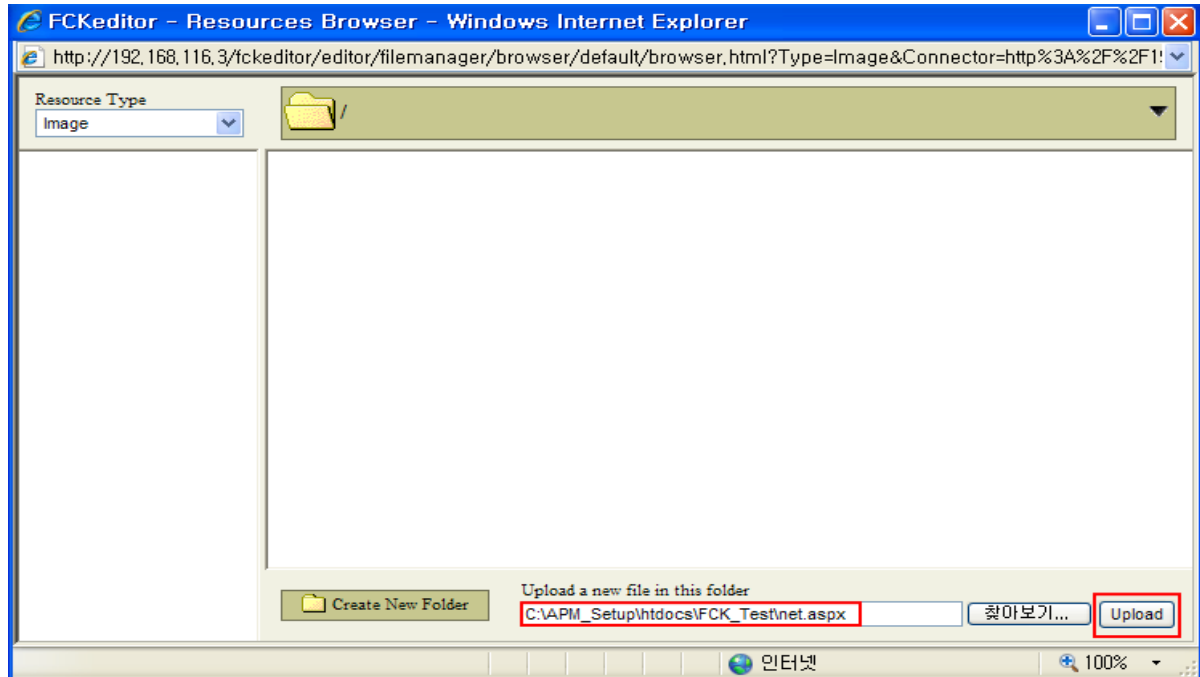 FCKeditor - Resources Browser - Windows Internet Explorer
http://192,168,116,3/fckeditor/editor/filemanager/browser/default/browser,html?Type=Image&Connector=http%3A%2F%2F1!
Resource Type
Image
/
Create New Folder
Upload a new file in this folder
C:\APM_Setup\htdocs\FCK_Test\net.aspx
찾아보기...
Upload
인터넷
100%